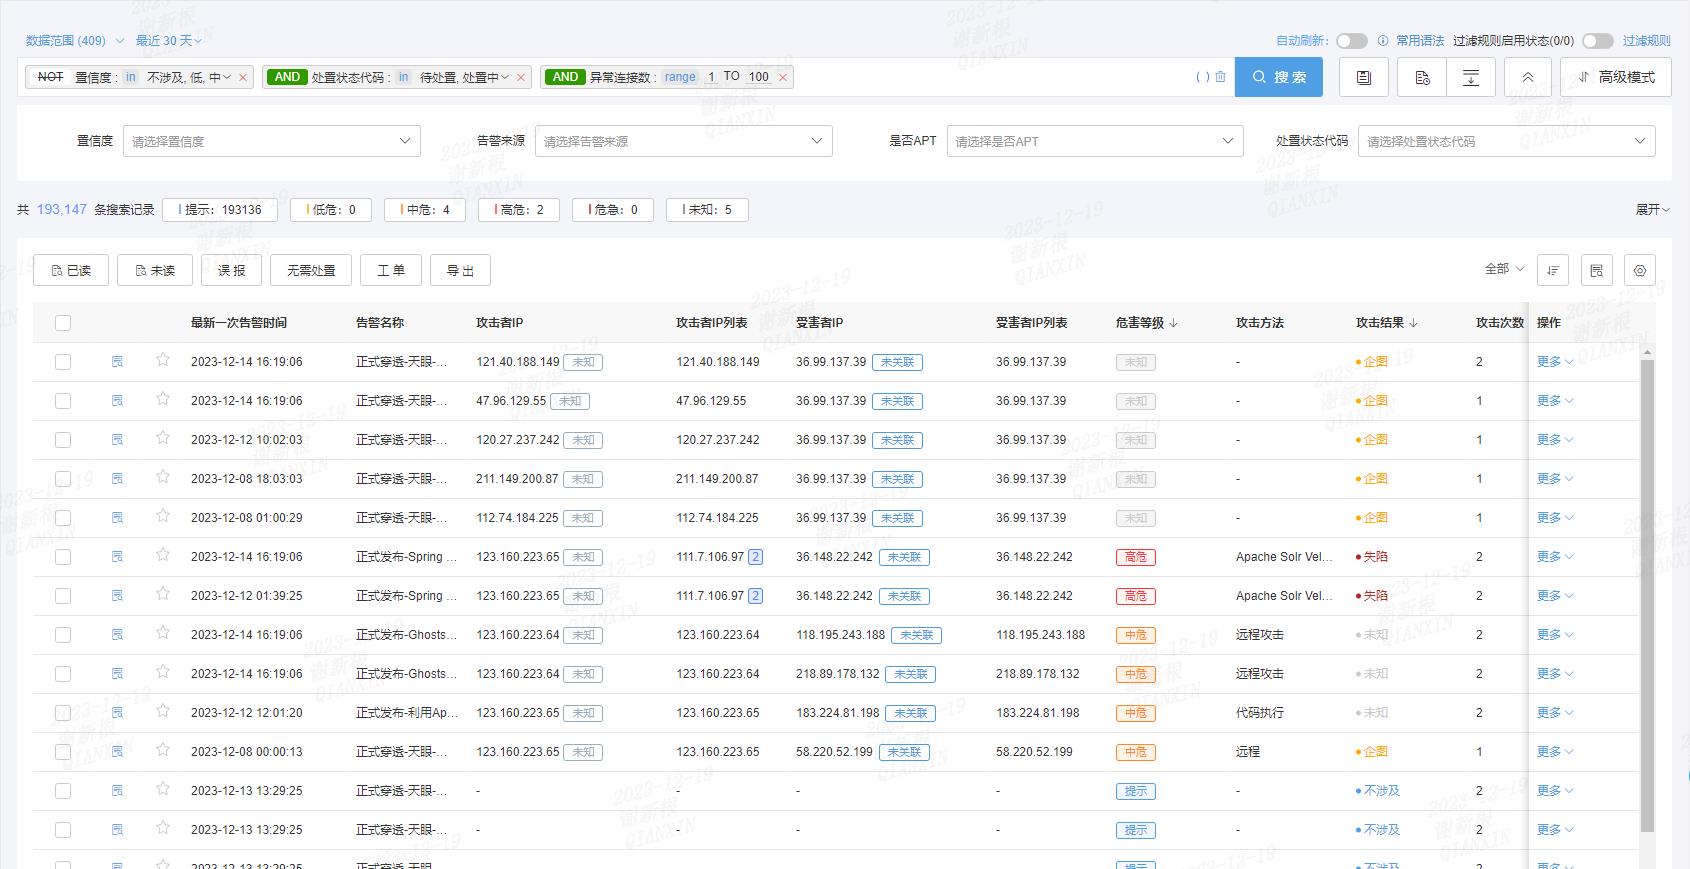 数据范围 (409) 最近 30 天 自动刷新: 常用语法 过滤规则启用状态(0/0) 过滤规则
NOT 置信度 : in 不涉及, 低, 中 × AND 处置状态代码 : in 待处置, 处置中 × AND 异常连接数 : range 1 TO 100 × ( ) 搜 索 高级模式
置信度 请选择置信度 告警来源 请选择告警来源 是否APT 请选择是否APT 处置状态代码 请选择处置状态代码
共 193,147 条搜索记录 提示：193136 低危：0 中危：4 高危：2 危急：0 未知：5 展开
已读 未读 误 报 无需处置 工 单 导 出 全部
最新一次告警时间 告警名称 攻击者IP 攻击者IP列表 受害者IP 受害者IP列表 危害等级 攻击方法 攻击结果 攻击次数 操作
2023-12-14 16:19:06 正式穿透-天眼-... 121.40.188.149 未知 121.40.188.149 36.99.137.39 未关联 36.99.137.39 未知 - 企图 2 更多
2023-12-14 16:19:06 正式穿透-天眼-... 47.96.129.55 未知 47.96.129.55 36.99.137.39 未关联 36.99.137.39 未知 - 企图 1 更多
2023-12-12 10:02:03 正式穿透-天眼-... 120.27.237.242 未知 120.27.237.242 36.99.137.39 未关联 36.99.137.39 未知 - 企图 1 更多
2023-12-08 18:03:03 正式穿透-天眼-... 211.149.200.87 未知 211.149.200.87 36.99.137.39 未关联 36.99.137.39 未知 - 企图 1 更多
2023-12-08 01:00:29 正式穿透-天眼-... 112.74.184.225 未知 112.74.184.225 36.99.137.39 未关联 36.99.137.39 未知 - 企图 1 更多
2023-12-14 16:19:06 正式发布-Spring ... 123.160.223.65 未知 111.7.106.97 2 36.148.22.242 未关联 36.148.22.242 高危 Apache Solr Vel... 失陷 2 更多
2023-12-12 01:39:25 正式发布-Spring ... 123.160.223.65 未知 111.7.106.97 2 36.148.22.242 未关联 36.148.22.242 高危 Apache Solr Vel... 失陷 2 更多
2023-12-14 16:19:06 正式发布-Ghosts... 123.160.223.64 未知 123.160.223.64 118.195.243.188 未关联 118.195.243.188 中危 远程攻击 未知 2 更多
2023-12-14 16:19:06 正式发布-Ghosts... 123.160.223.64 未知 123.160.223.64 218.89.178.132 未关联 218.89.178.132 中危 远程攻击 未知 2 更多
2023-12-12 12:01:20 正式发布-利用Ap... 123.160.223.65 未知 123.160.223.65 183.224.81.198 未关联 183.224.81.198 中危 代码执行 未知 2 更多
2023-12-08 00:00:13 正式穿透-天眼-... 123.160.223.65 未知 123.160.223.65 58.220.52.199 未关联 58.220.52.199 中危 远程 企图 1 更多
2023-12-13 13:29:25 正式穿透-天眼-... - - - - 提示 - 不涉及 2 更多
2023-12-13 13:29:25 正式穿透-天眼-... - - - - 提示 - 不涉及 2 更多
2023-12-13 13:29:25 正式穿透-天眼 提示 不涉及 2 更多
2023-12-19
谢新根
QIANXIN